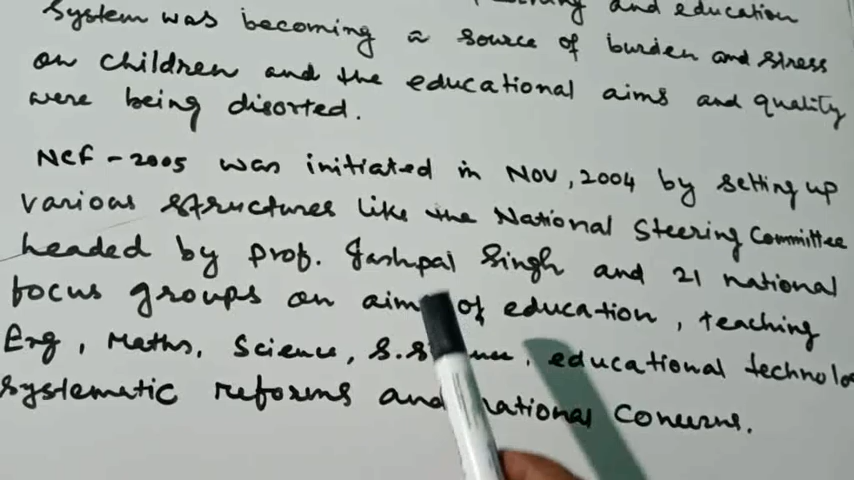 and education
System was becoming a source of burden and stress
on children and the educational aims and quality
were being disorted.
NCF-2005 was initiated in Nov, 2004 by setting up
various structures like the National Steering Committee
headed by Prof. Jashpal Singh and 21 national
focus groups on aim of education, teaching
Eng, Maths, Science, S. educational technolo
systematic reforms and national concerns.